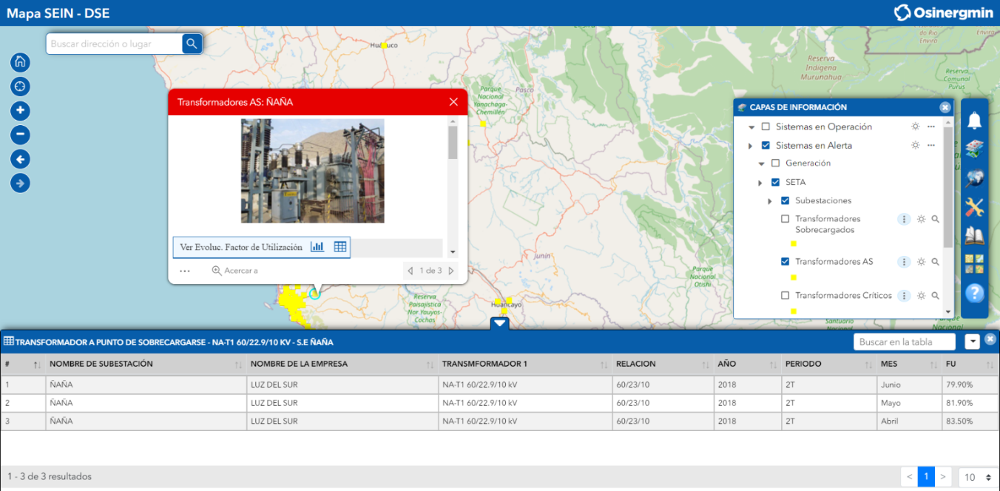 Mapa SEIN - DSE
Osinergmin
Buscar dirección o lugar
Huánuco
do Rio
Envira
Reserva
Indígena
Murunahua
Reserva
Comunal
Purus
Parque
Nacional
Yanachaga-
Chemillén
Pasco
Transformadores AS: ÑAÑA
Ver Evoluc. Factor de Utilización
Acercar a
1 de 3
CAPAS DE INFORMACIÓN
Sistemas en Operación
Sistemas en Alerta
Generación
SETA
Subestaciones
Transformadores
Sobrecargados
Transformadores AS
Transformadores Críticos
Junín
Parque
Nacional
Otishi
Reserva
Paisajística
Nor Yauyos-
Cochas
Huancayo
Santuario
Nacional
TRANSFORMADOR A PUNTO DE SOBRECARGARSE - NA-T1 60/22.9/10 KV - S.E ÑAÑA
Buscar en la tabla
# NOMBRE DE SUBESTACIÓN NOMBRE DE LA EMPRESA TRANSMFORMADOR 1 RELACION AÑO PERIODO MES FU
1 ÑAÑA LUZ DEL SUR NA-T1 60/22.9/10 kV 60/23/10 2018 2T Junio 79.90%
2 ÑAÑA LUZ DEL SUR NA-T1 60/22.9/10 kV 60/23/10 2018 2T Mayo 81.90%
3 ÑAÑA LUZ DEL SUR NA-T1 60/22.9/10 kV 60/23/10 2018 2T Abril 83.50%
1 - 3 de 3 resultados
< 1 > 10